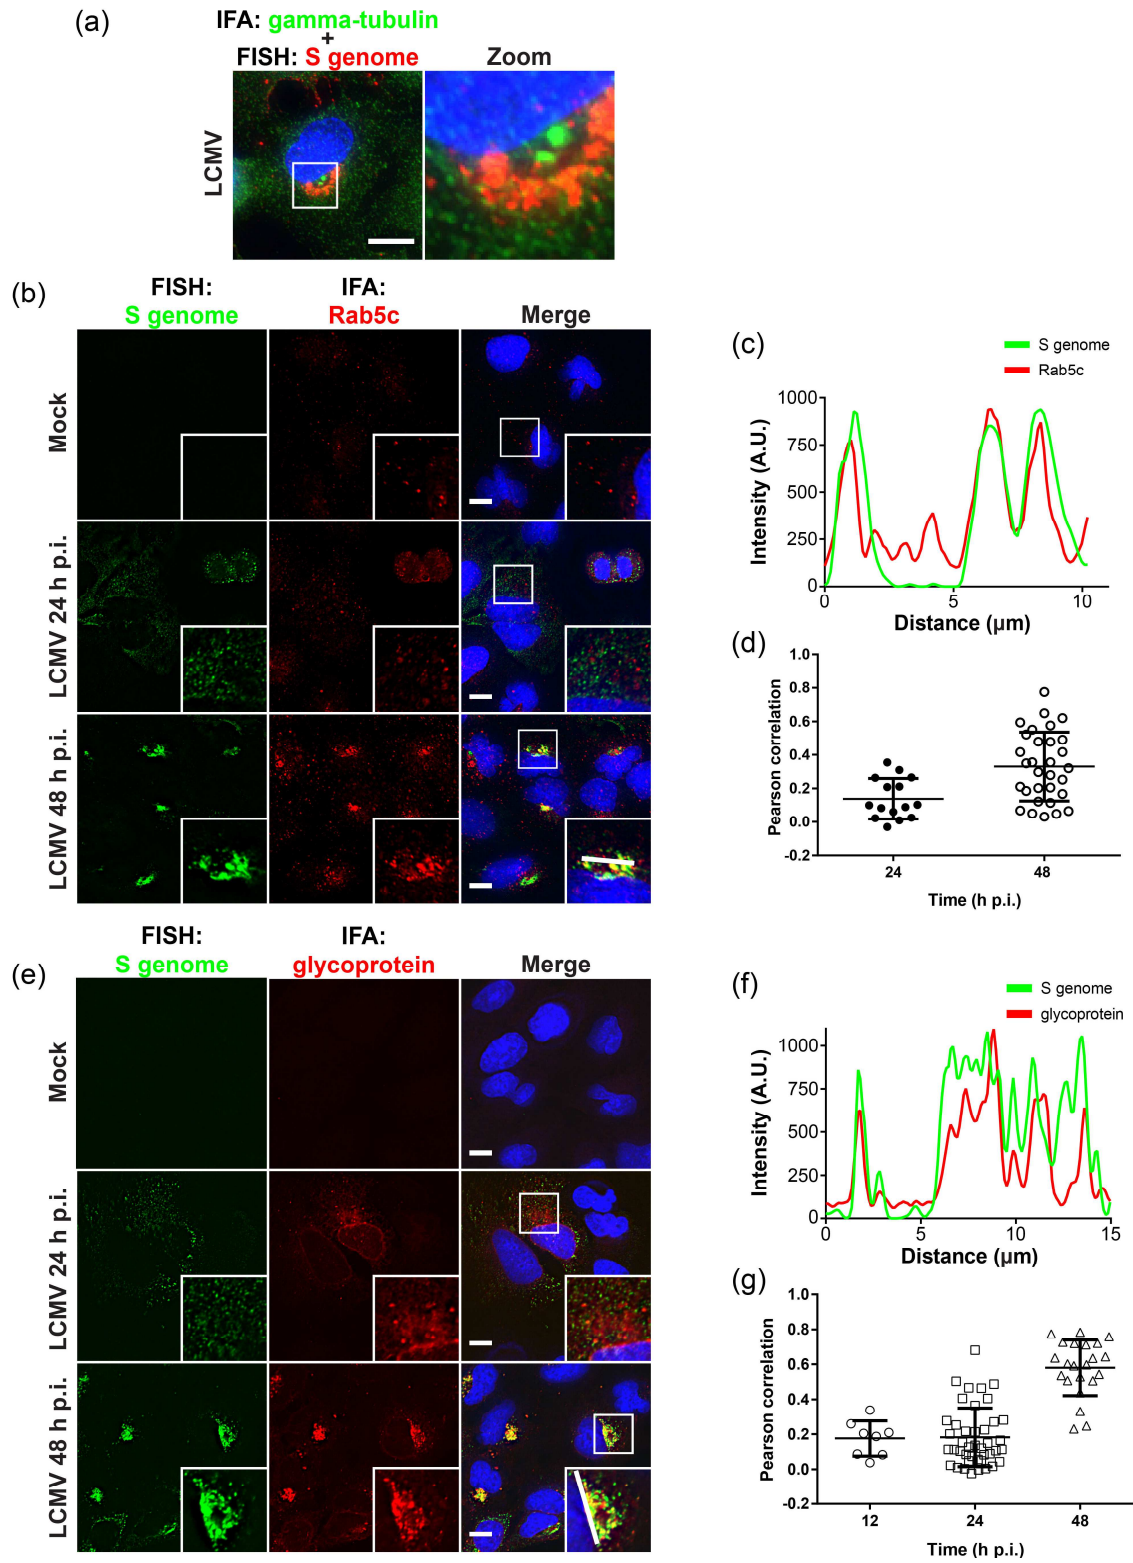 (a)
IFA: gamma-tubulin
+
FISH: S genome
Zoom
LCMV
(b)
FISH:
S genome
IFA:
Rab5c
Merge
Mock
LCMV 24 h p.i.
LCMV 48 h p.i.
(c)
S genome
Rab5c
Intensity (A.U.)
1000
750
500
250
0
0
5
10
Distance (µm)
(d)
Pearson correlation
1.0
0.8
0.6
0.4
0.2
0.0
-0.2
24
48
Time (h p.i.)
(e)
FISH:
S genome
IFA:
glycoprotein
Merge
Mock
LCMV 24 h p.i.
LCMV 48 h p.i.
(f)
S genome
glycoprotein
Intensity (A.U.)
1000
750
500
250
0
0
5
10
15
Distance (µm)
(g)
Pearson correlation
1.0
0.8
0.6
0.4
0.2
0.0
-0.2
12
24
48
Time (h p.i.)